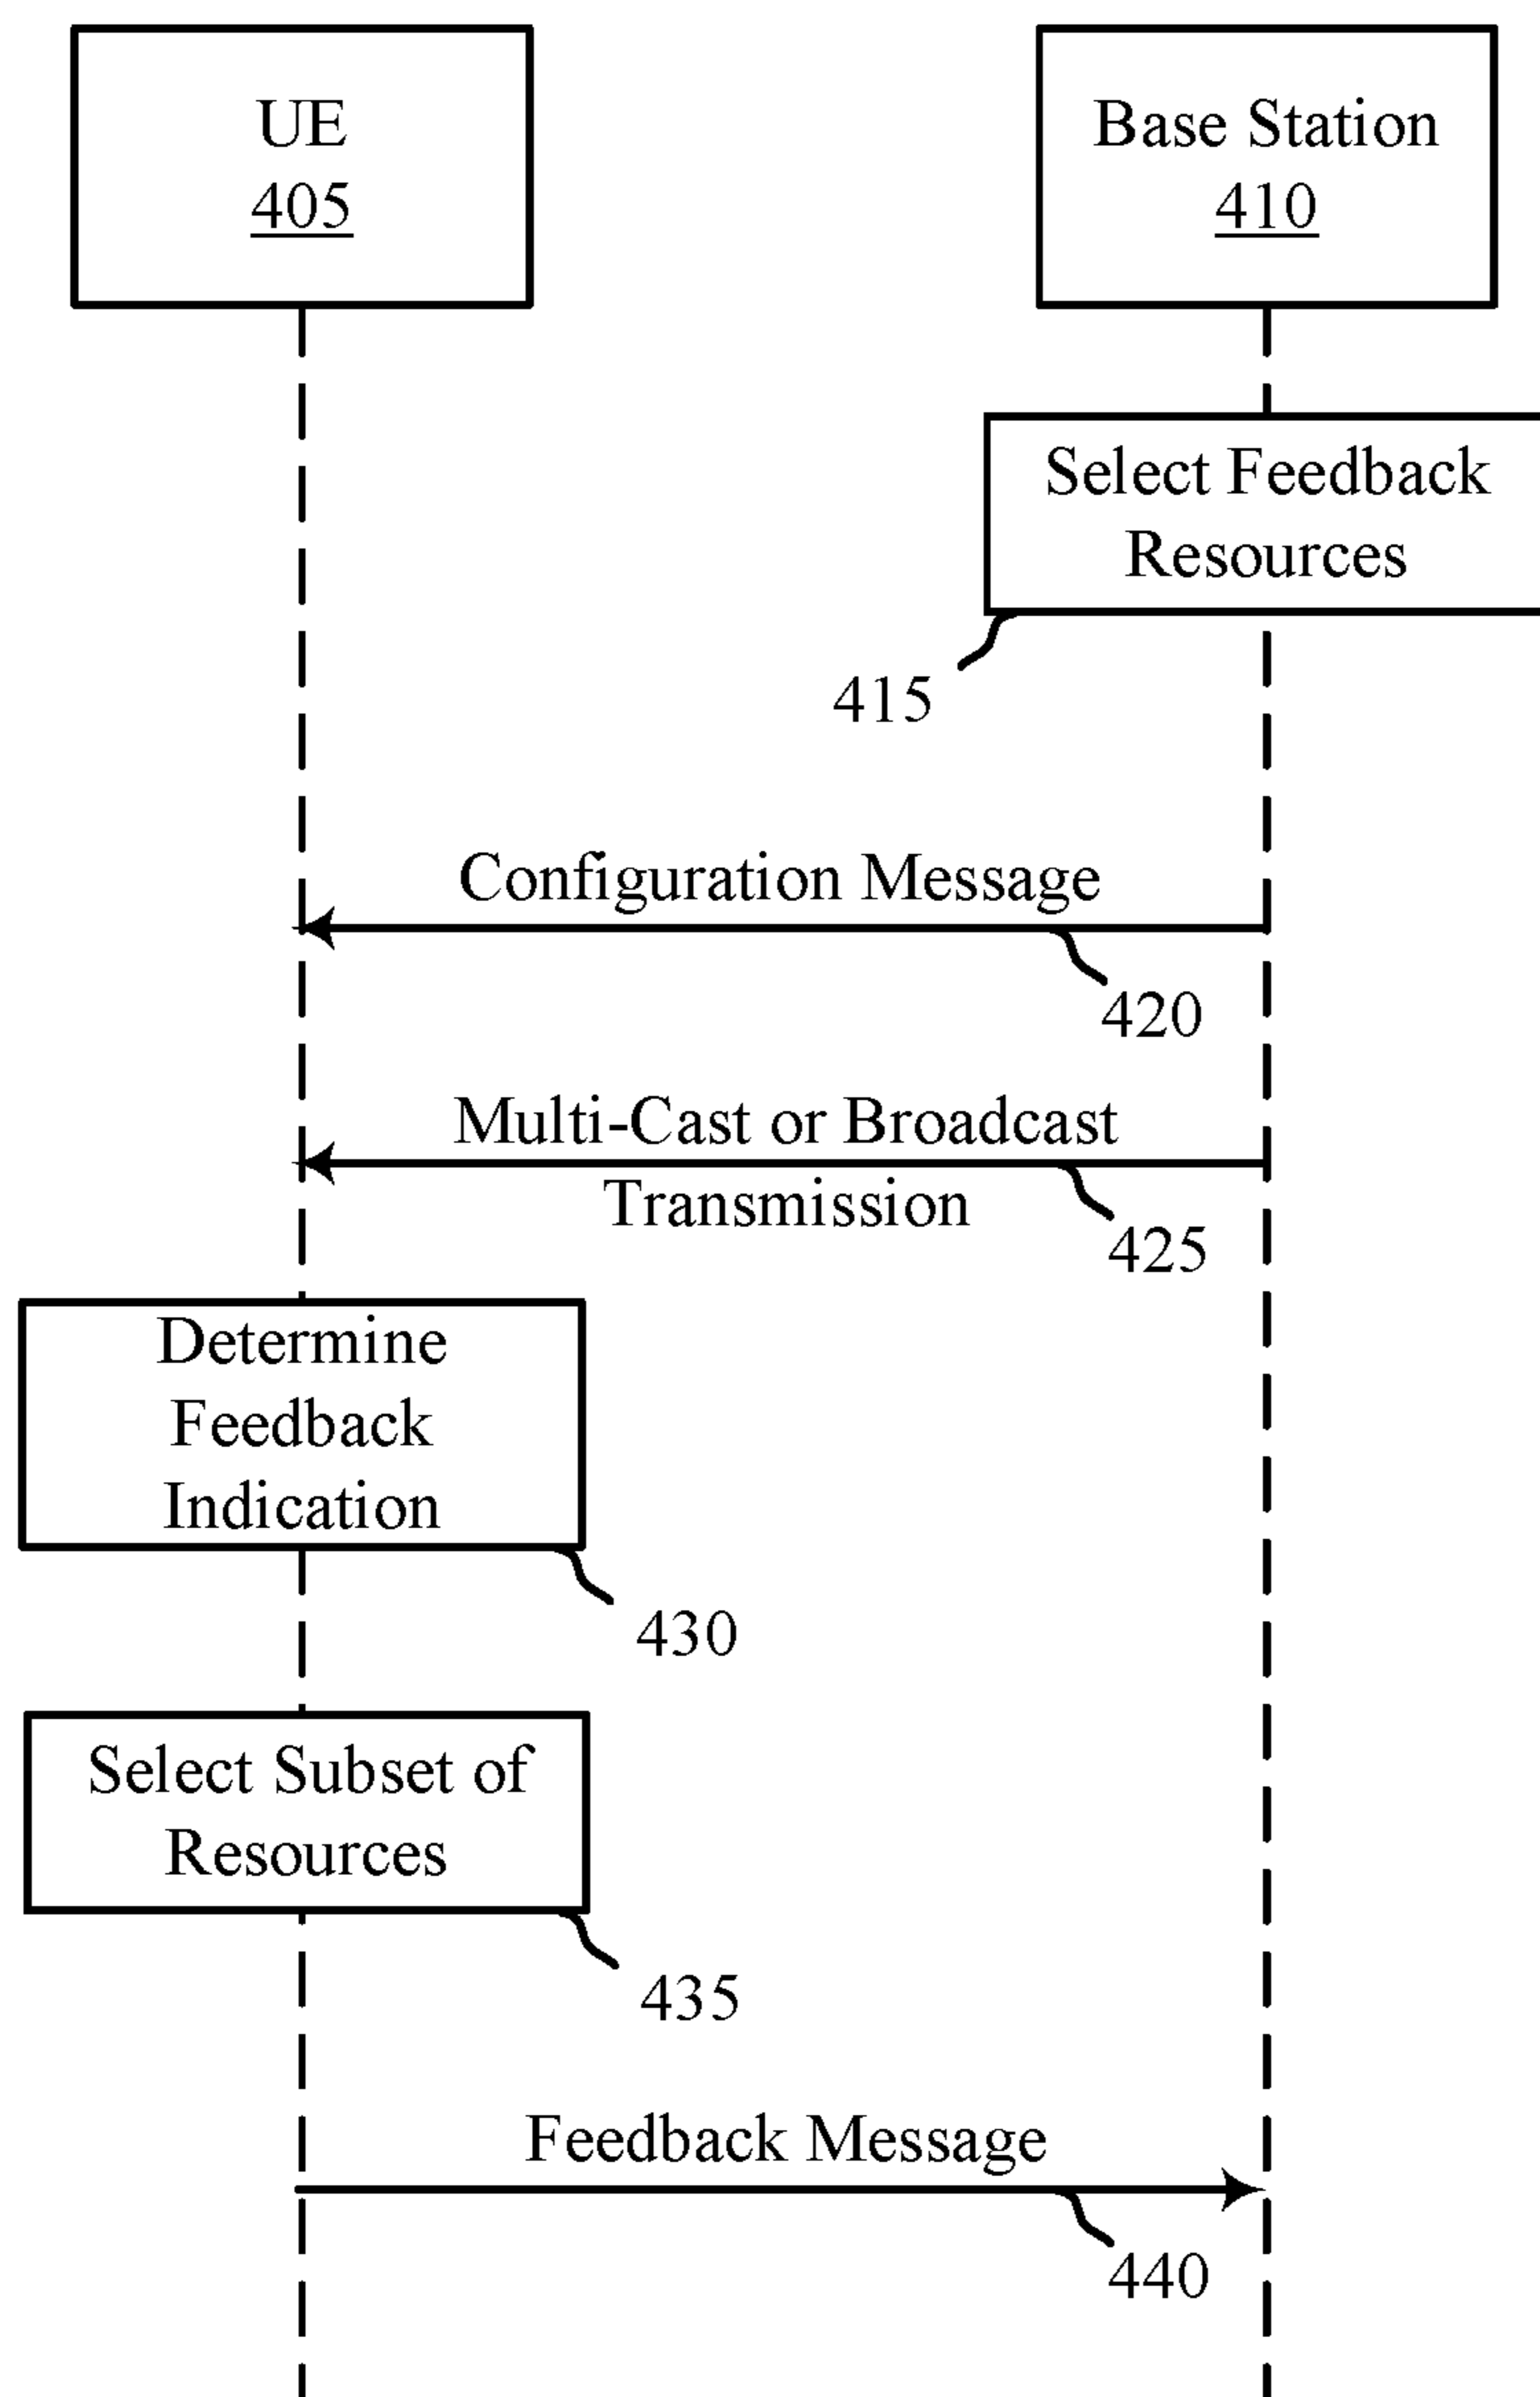 UE
405
Base Station
410
Select Feedback
Resources
415
Configuration Message
420
Multi-Cast or Broadcast
Transmission
425
Determine
Feedback
Indication
430
Select Subset of
Resources
435
Feedback Message
440